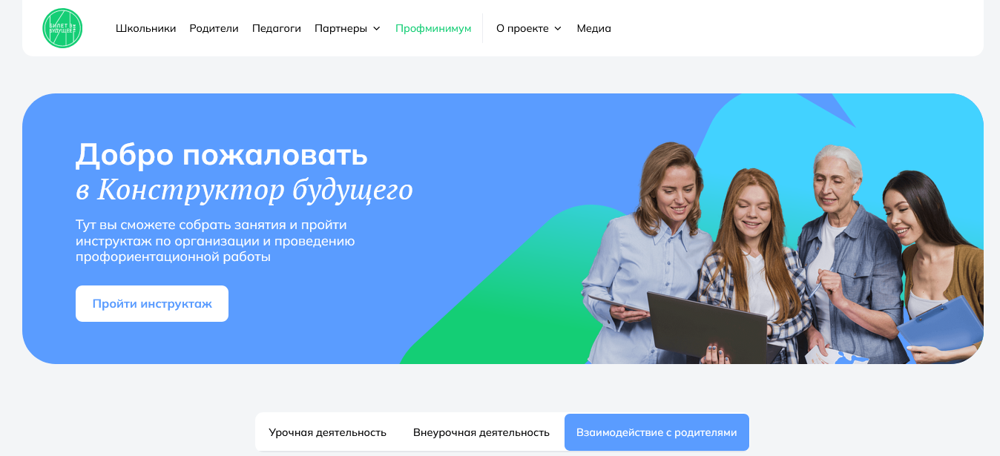 БИЛЕТ В
БУДУЩЕЕ
Школьники Родители Педагоги Партнеры Профминимум О проекте Медиа
Добро пожаловать
в Конструктор будущего
Тут вы сможете собрать занятия и пройти
инструктаж по организации и проведению
профориентационной работы
Пройти инструктаж
Урочная деятельность Внеурочная деятельность Взаимодействие с родителями